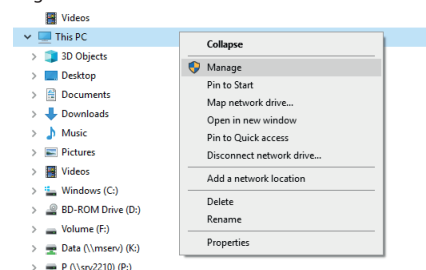 Videos
This PC
3D Objects
Desktop
Documents
Downloads
Music
Pictures
Videos
Windows (C:)
BD-ROM Drive (D:)
Volume (F:)
Data (\\mserv) (K:)
P (\\srv2210) (P:)
Collapse
Manage
Pin to Start
Map network drive...
Open in new window
Pin to Quick access
Disconnect network drive...
Add a network location
Delete
Rename
Properties